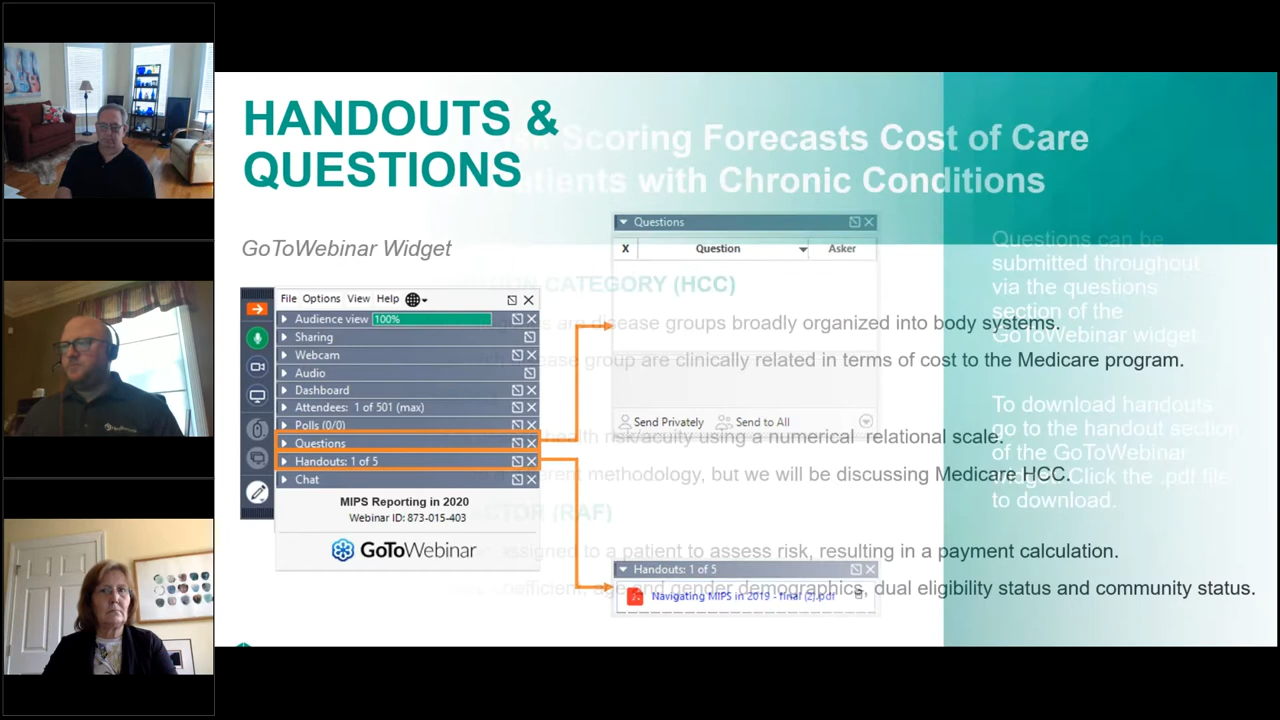 HANDOUTS &
QUESTIONS
Scoring Forecasts Cost of Care
tients with Chronic Conditions
GoToWebinar Widget
CATEGORY (HCC)
are disease groups broadly organized into body systems.
disease group are clinically related in terms of cost to the Medicare program.
health risk/acuity using a numerical relational scale.
methodology, but we will be discussing Medicare HCC.
(RAF)
assigned to a patient to assess risk, resulting in a payment calculation.
coefficient, age and gender demographics, dual eligibility status and community status.
File Options View Help
Audience view 100%
Sharing
Webcam
Audio
Dashboard
Attendees: 1 of 501 (max)
Polls (0/0)
Questions
Handouts: 1 of 5
Chat
MIPS Reporting in 2020
Webinar ID: 873-015-403
GoToWebinar
Questions
X Question Asker
Send Privately Send to All
Handouts: 1 of 5
Navigating MIPS in 2019 - final (2).pdf
Questions can be
submitted throughout
via the questions
section of the
GoToWebinar widget.
To download handouts
go to the handout section
of the GoToWebinar
widget. Click the .pdf file
to download.